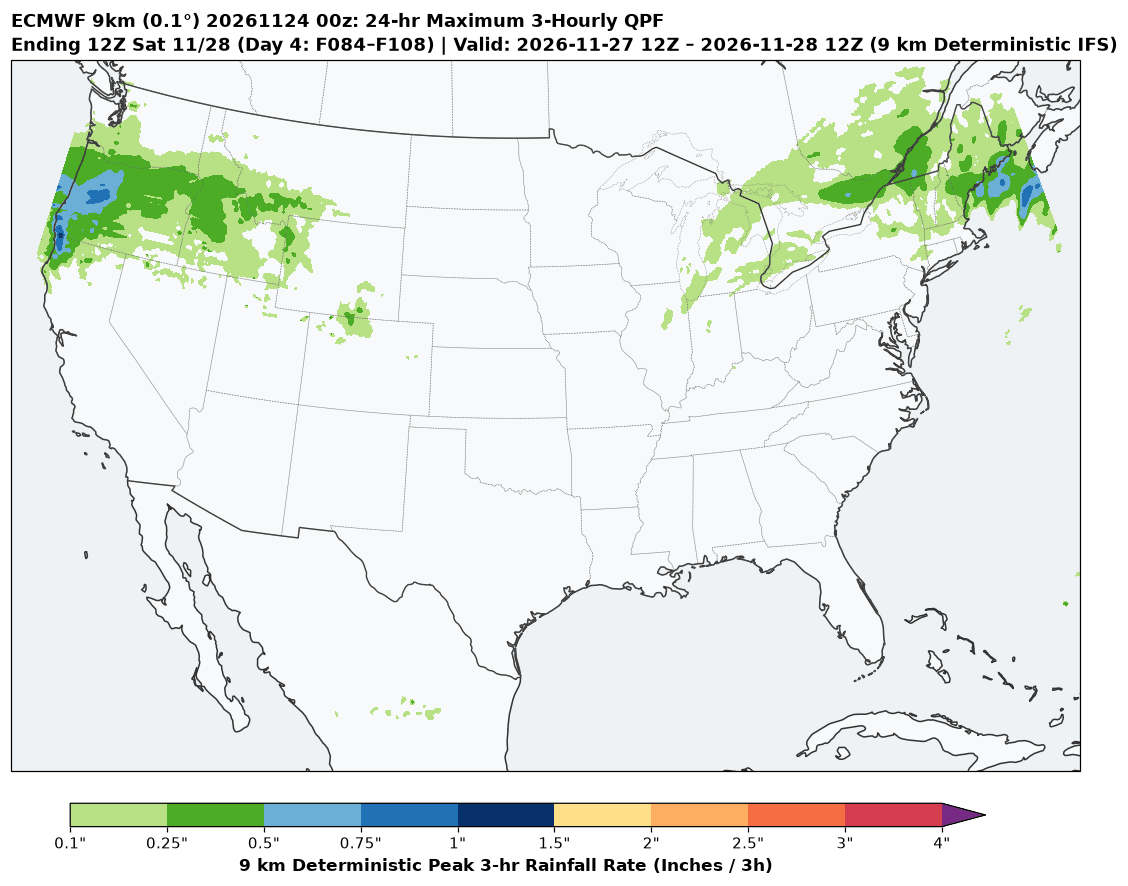 ECMWF 9km (0.1°) 20261124 00z: 24-hr Maximum 3-Hourly QPF
Ending 12Z Sat 11/28 (Day 4: F084–F108) | Valid: 2026-11-27 12Z – 2026-11-28 12Z (9 km Deterministic IFS)
0.1" 0.25" 0.5" 0.75" 1" 1.5" 2" 2.5" 3" 4"
9 km Deterministic Peak 3-hr Rainfall Rate (Inches / 3h)